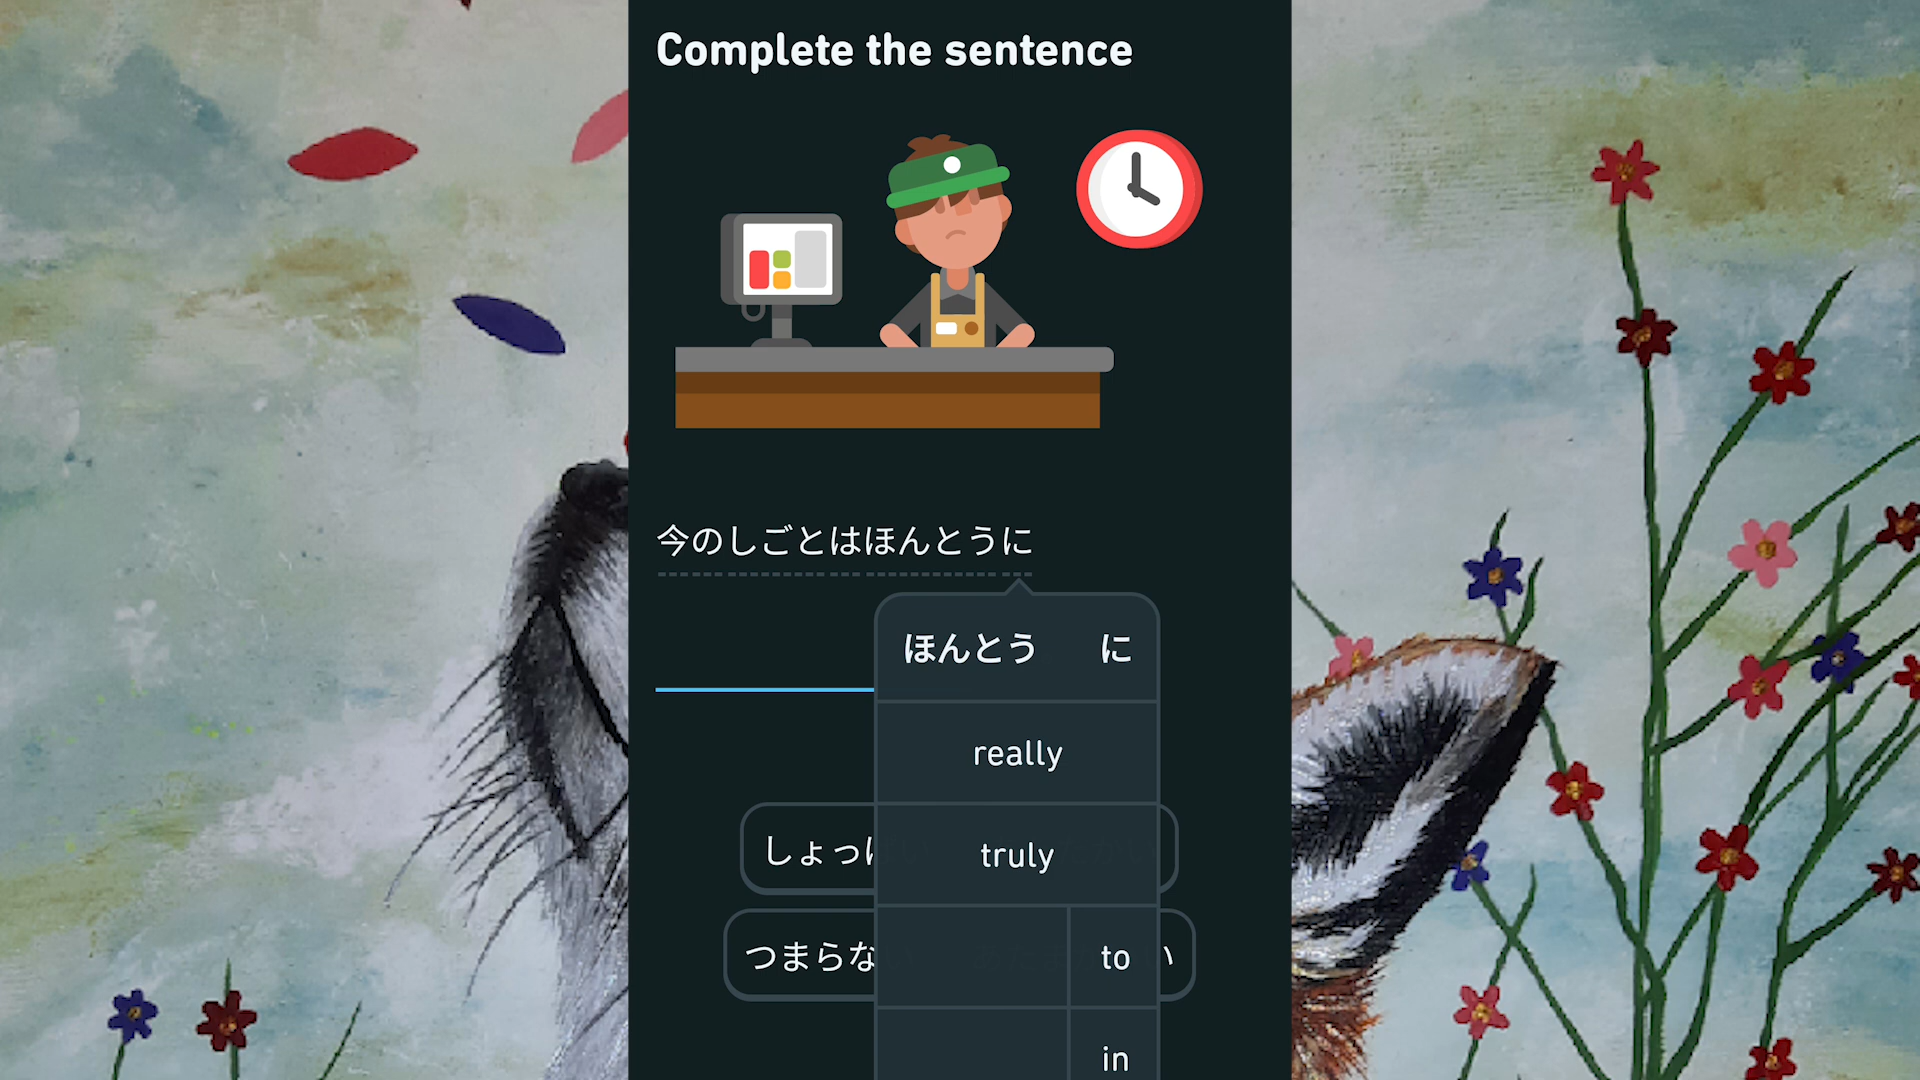 Complete the sentence
今のしごとはほんとうに
ほんとう に
really
truly
しょっ
つまらな い
to
in